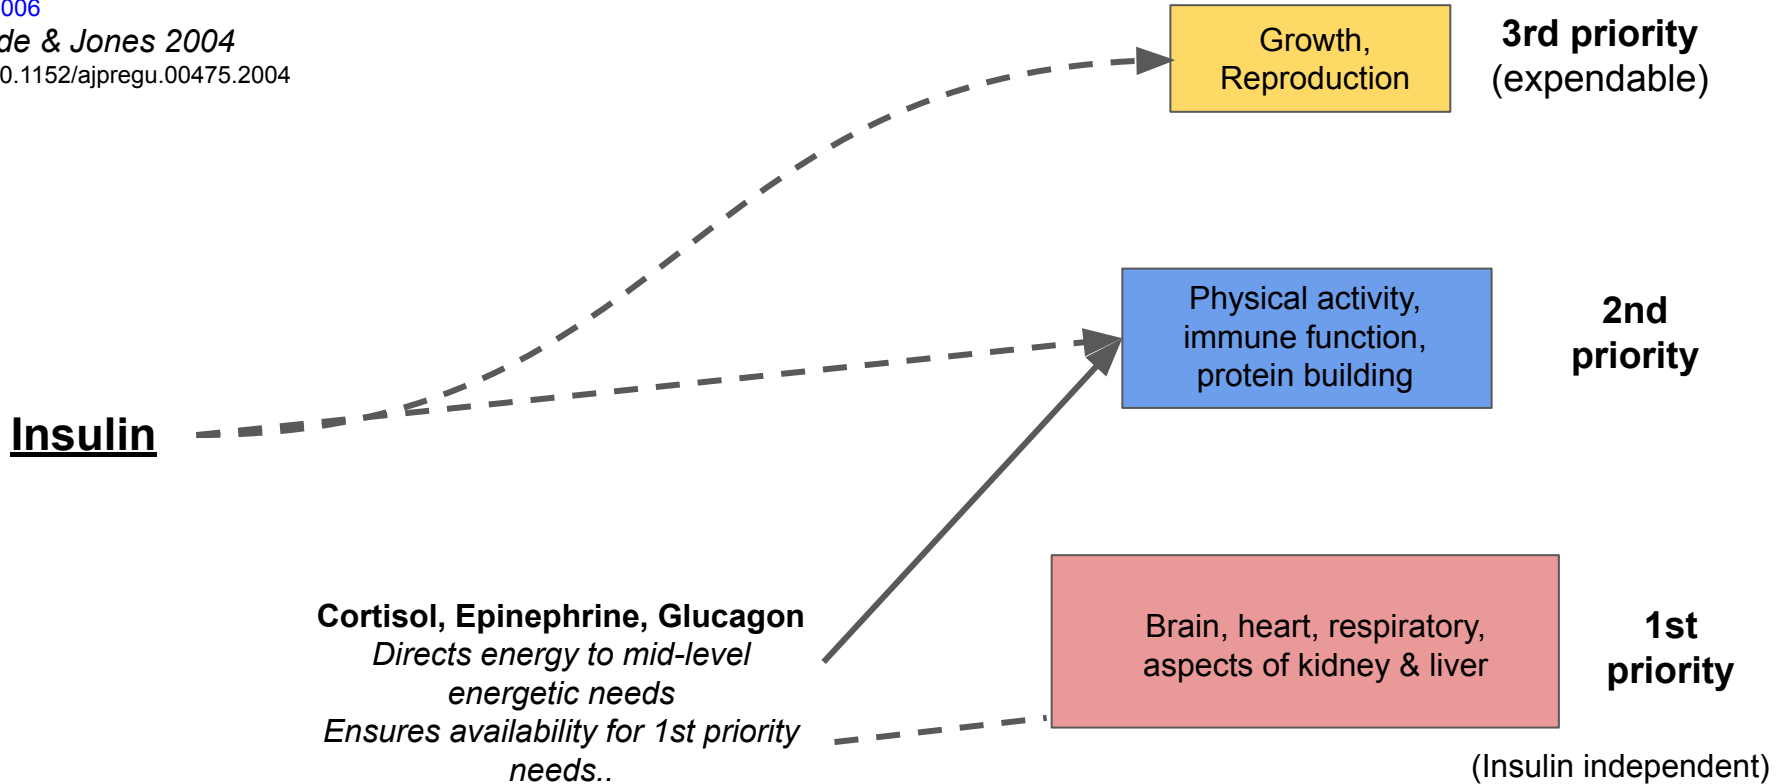 006
de & Jones 2004
0.1152/ajpregu.00475.2004
Growth,
Reproduction
3rd priority
(expendable)
Physical activity,
immune function,
protein building
2nd
priority
Insulin
Cortisol, Epinephrine, Glucagon
Directs energy to mid-level
energetic needs
Ensures availability for 1st priority
needs..
Brain, heart, respiratory,
aspects of kidney & liver
1st
priority
(Insulin independent)